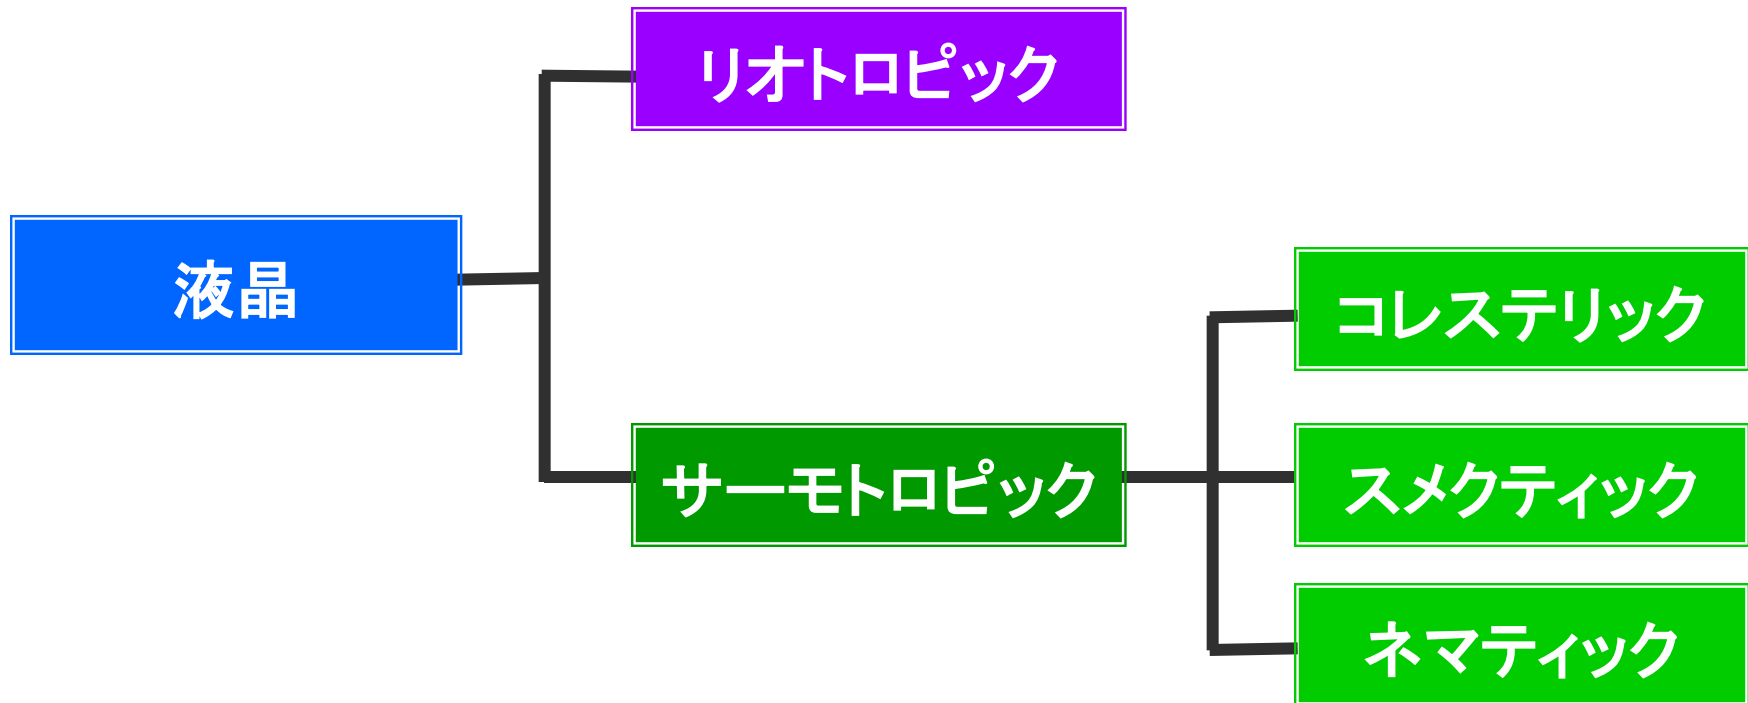 リオトロピック
液晶
コレステリック
サーモトロピック
スメクティック
ネマティック